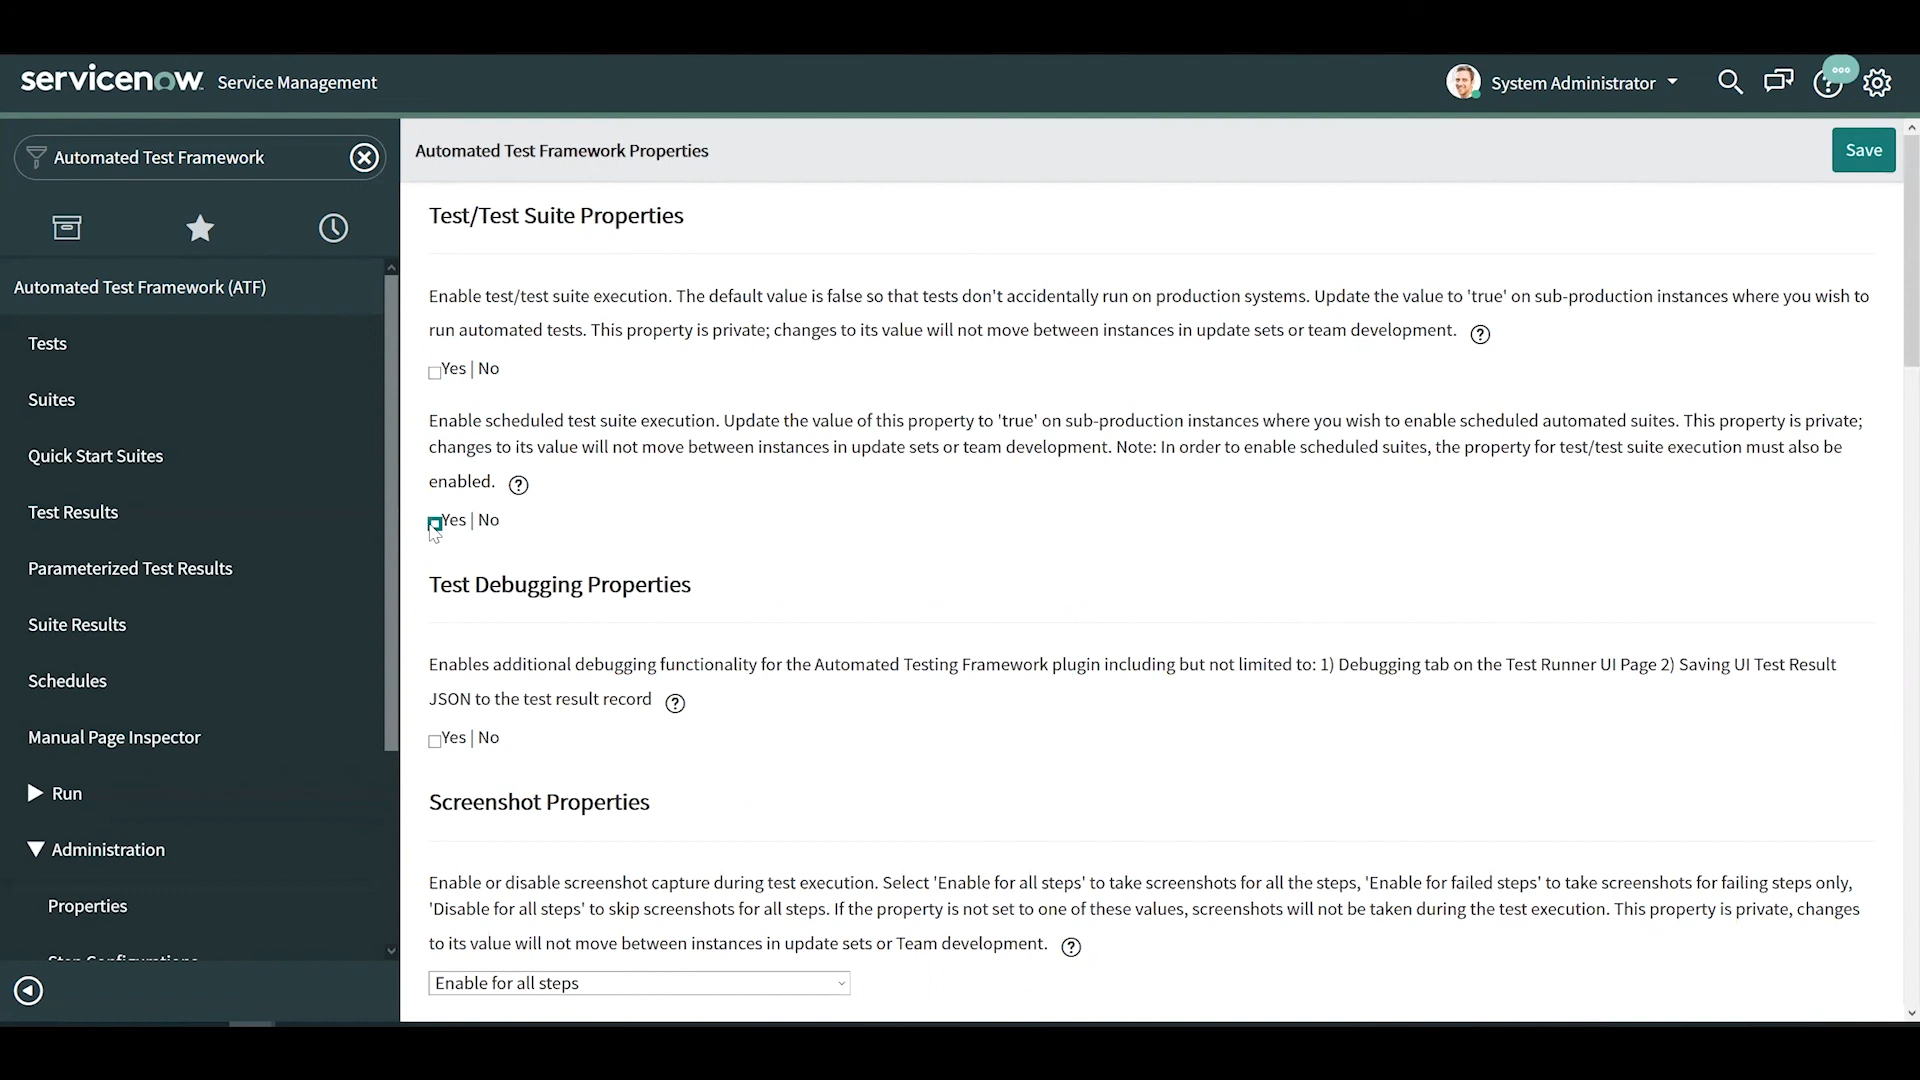 servicenow Service Management
System Administrator
Automated Test Framework
Automated Test Framework (ATF)
Tests
Suites
Quick Start Suites
Test Results
Parameterized Test Results
Suite Results
Schedules
Manual Page Inspector
Run
Administration
Properties
Step Configurations
Automated Test Framework Properties
Save
Test/Test Suite Properties
Enable test/test suite execution. The default value is false so that tests don't accidentally run on production systems. Update the value to 'true' on sub-production instances where you wish to
run automated tests. This property is private; changes to its value will not move between instances in update sets or team development.
Yes | No
Enable scheduled test suite execution. Update the value of this property to 'true' on sub-production instances where you wish to enable scheduled automated suites. This property is private;
changes to its value will not move between instances in update sets or team development. Note: In order to enable scheduled suites, the property for test/test suite execution must also be
enabled.
Yes | No
Test Debugging Properties
Enables additional debugging functionality for the Automated Testing Framework plugin including but not limited to: 1) Debugging tab on the Test Runner UI Page 2) Saving UI Test Result
JSON to the test result record
Yes | No
Screenshot Properties
Enable or disable screenshot capture during test execution. Select 'Enable for all steps' to take screenshots for all the steps, 'Enable for failed steps' to take screenshots for failing steps only,
'Disable for all steps' to skip screenshots for all steps. If the property is not set to one of these values, screenshots will not be taken during the test execution. This property is private, changes
to its value will not move between instances in update sets or Team development.
Enable for all steps